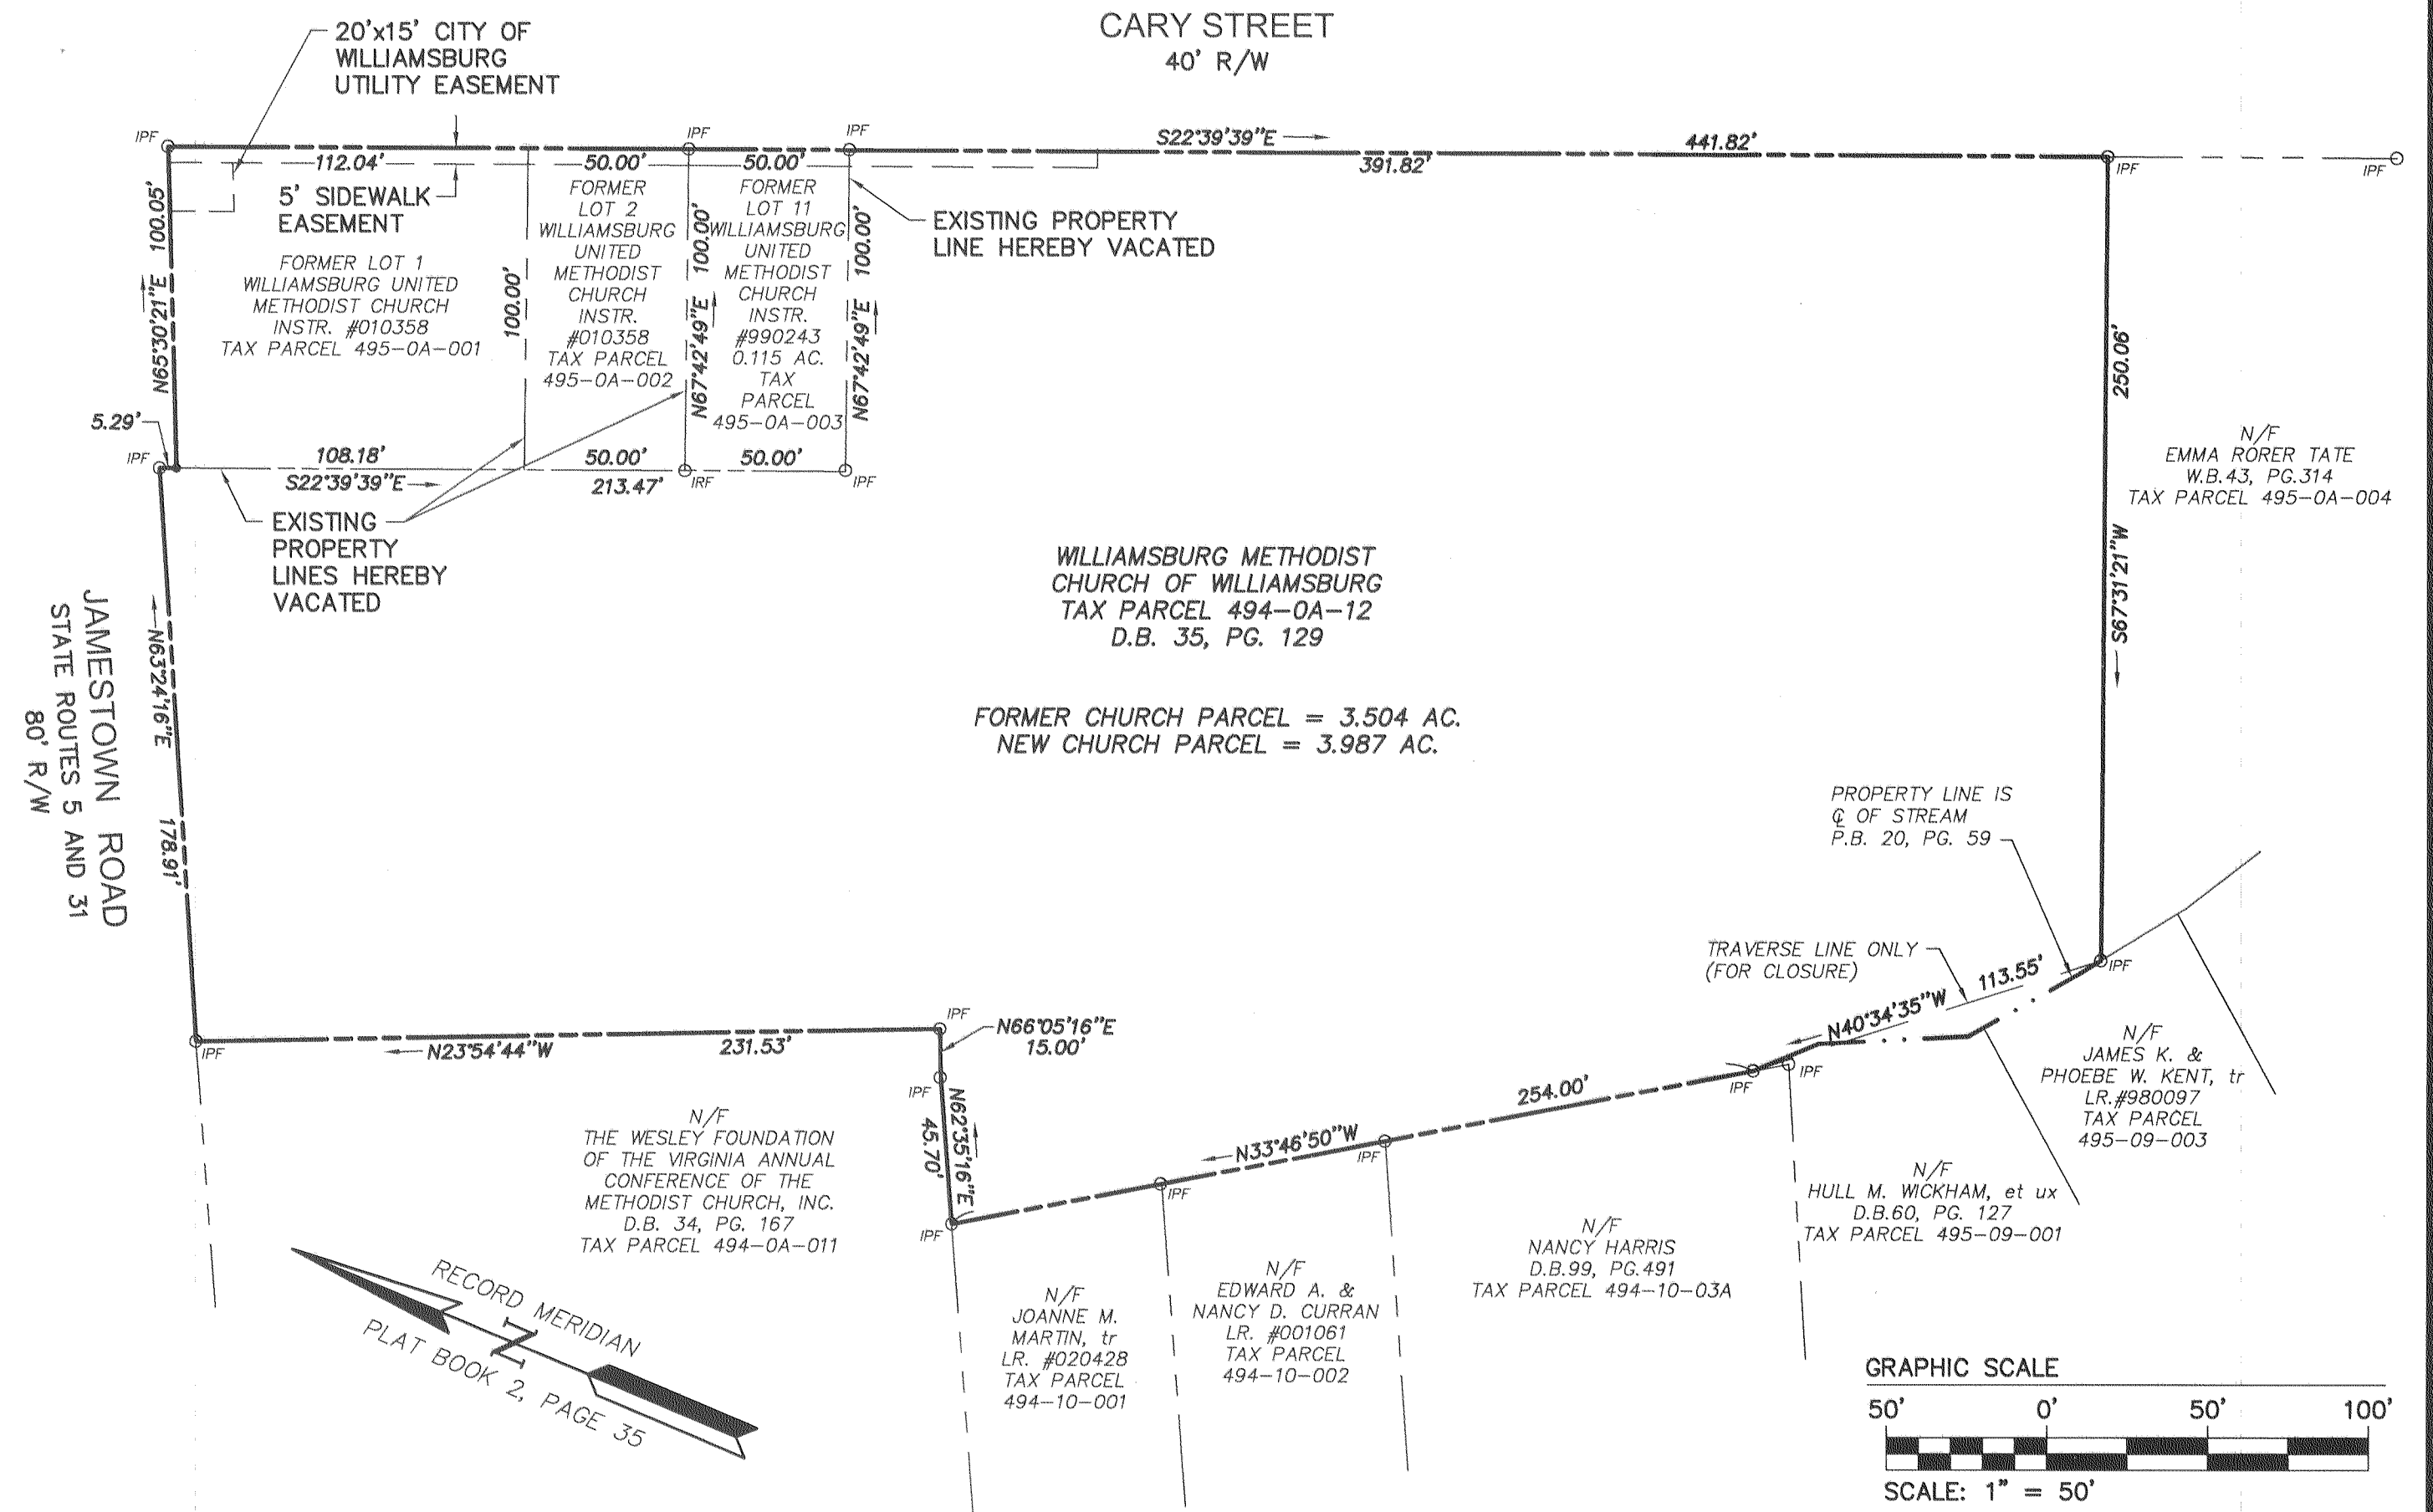 CARY STREET
40' R/W
20'x15' CITY OF
WILLIAMSBURG
UTILITY EASEMENT
IPF
IPF
IPF
S22°39'39"E
441.82'
112.04'
50.00'
50.00'
391.82'
IPF
IPF
5' SIDEWALK
EASEMENT
N65°30'21"E 100.05'
FORMER LOT 1
WILLIAMSBURG UNITED
METHODIST CHURCH
INSTR. #010358
TAX PARCEL 495-0A-001
100.00'
FORMER
LOT 2
WILLIAMSBURG
UNITED
METHODIST
CHURCH
INSTR.
#010358
TAX PARCEL
495-0A-002
N67°42'49"E 100.00'
FORMER
LOT 11
WILLIAMSBURG
UNITED
METHODIST
CHURCH
INSTR.
#990243
0.115 AC.
TAX
PARCEL
495-0A-003
N67°42'49"E 100.00'
EXISTING PROPERTY
LINE HEREBY VACATED
250.06'
S67°31'21"W
N/F
EMMA RORER TATE
W.B.43, PG.314
TAX PARCEL 495-0A-004
5.29'
IPF
108.18'
50.00'
50.00'
S22°39'39"E
213.47'
IRF
IPF
EXISTING
PROPERTY
LINES HEREBY
VACATED
WILLIAMSBURG METHODIST
CHURCH OF WILLIAMSBURG
TAX PARCEL 494-0A-12
D.B. 35, PG. 129
FORMER CHURCH PARCEL = 3.504 AC.
NEW CHURCH PARCEL = 3.987 AC.
JAMESTOWN ROAD
STATE ROUTES 5 AND 31
80' R/W
N63°24'16"E
178.91'
PROPERTY LINE IS
℄ OF STREAM
P.B. 20, PG. 59
TRAVERSE LINE ONLY
(FOR CLOSURE)
113.55'
N40°34'35"W
IPF
IPF
N23°54'44"W
231.53'
IPF
N66°05'16"E
15.00'
IPF
N62°35'16"E
45.70'
IPF
N33°46'50"W
254.00'
IPF
IPF
IPF
IPF
N/F
JAMES K. &
PHOEBE W. KENT, tr
LR.#980097
TAX PARCEL
495-09-003
N/F
THE WESLEY FOUNDATION
OF THE VIRGINIA ANNUAL
CONFERENCE OF THE
METHODIST CHURCH, INC.
D.B. 34, PG. 167
TAX PARCEL 494-0A-011
N/F
HULL M. WICKHAM, et ux
D.B.60, PG. 127
TAX PARCEL 495-09-001
N/F
NANCY HARRIS
D.B.99, PG.491
TAX PARCEL 494-10-03A
N/F
EDWARD A. &
NANCY D. CURRAN
LR. #001061
TAX PARCEL
494-10-002
N/F
JOANNE M.
MARTIN, tr
LR. #020428
TAX PARCEL
494-10-001
RECORD MERIDIAN
N
PLAT BOOK 2, PAGE 35
GRAPHIC SCALE
50' 0' 50' 100'
SCALE: 1" = 50'